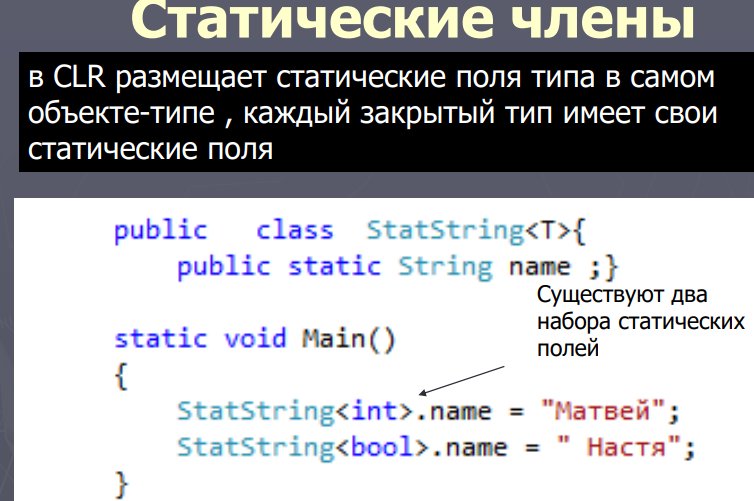 Статические члены
в CLR размещает статические поля типа в самом
объекте-типе , каждый закрытый тип имеет свои
статические поля
public class StatString<T>{
public static String name ;}
Существуют два
набора статических
полей
static void Main()
{
StatString<int>.name = "Матвей";
StatString<bool>.name = " Настя";
}